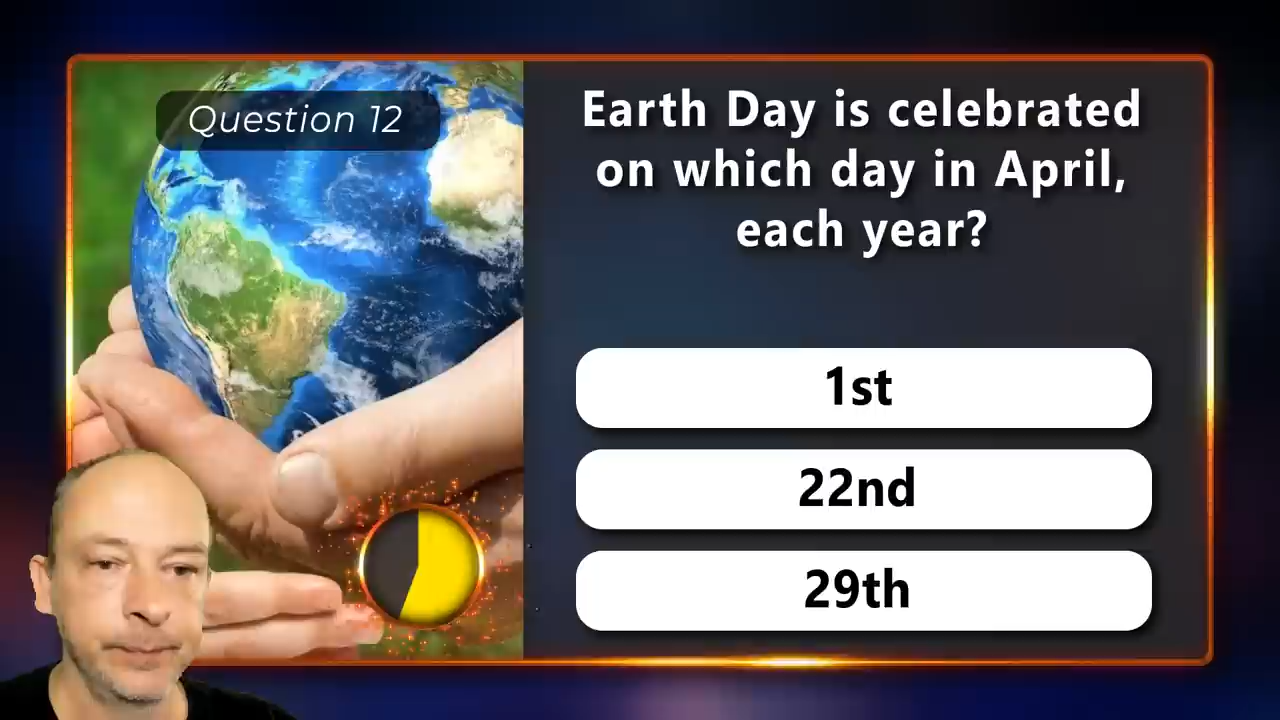 Question 12
Earth Day is celebrated
on which day in April,
each year?
1st
22nd
29th